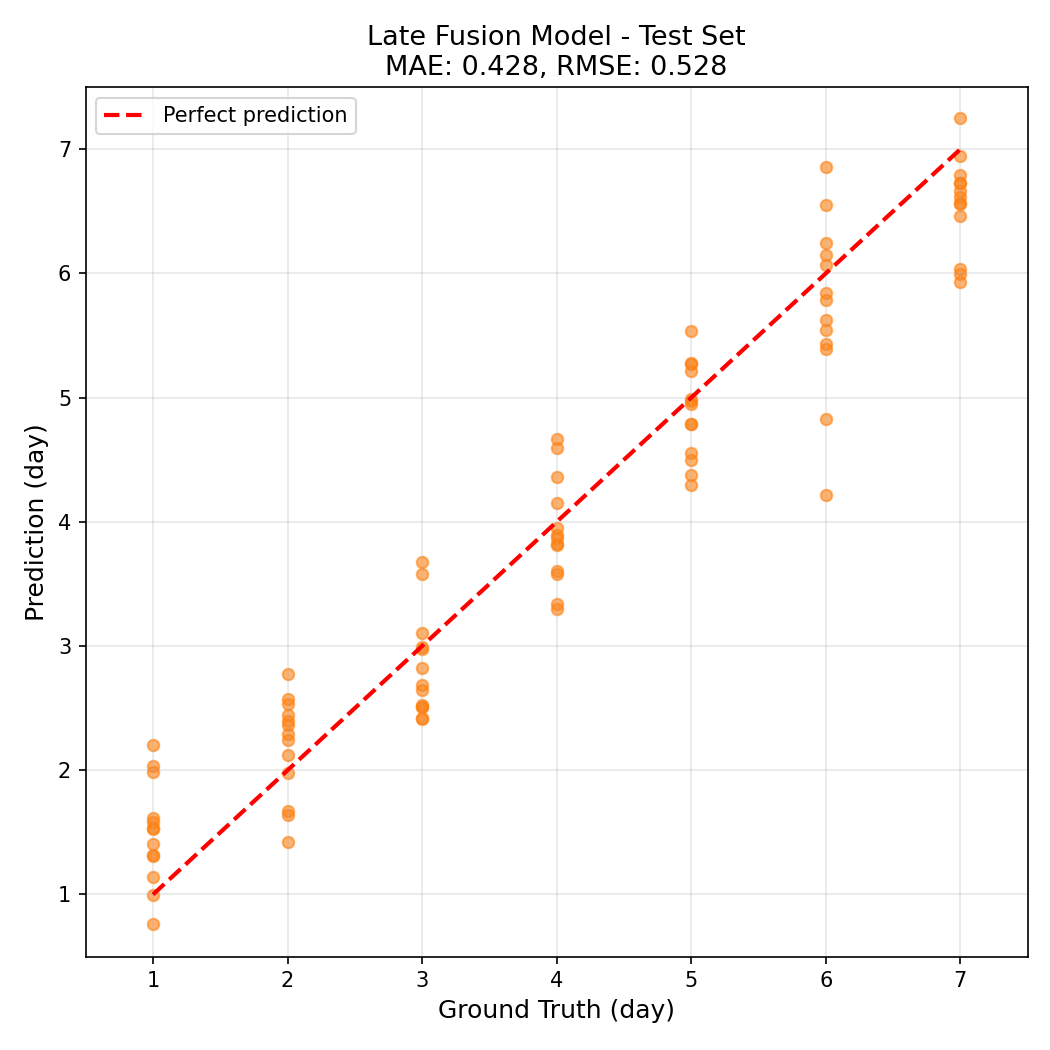 Late Fusion Model - Test Set
MAE: 0.428, RMSE: 0.528
Perfect prediction
Prediction (day)
7
6
5
4
3
2
1
1 2 3 4 5 6 7
Ground Truth (day)